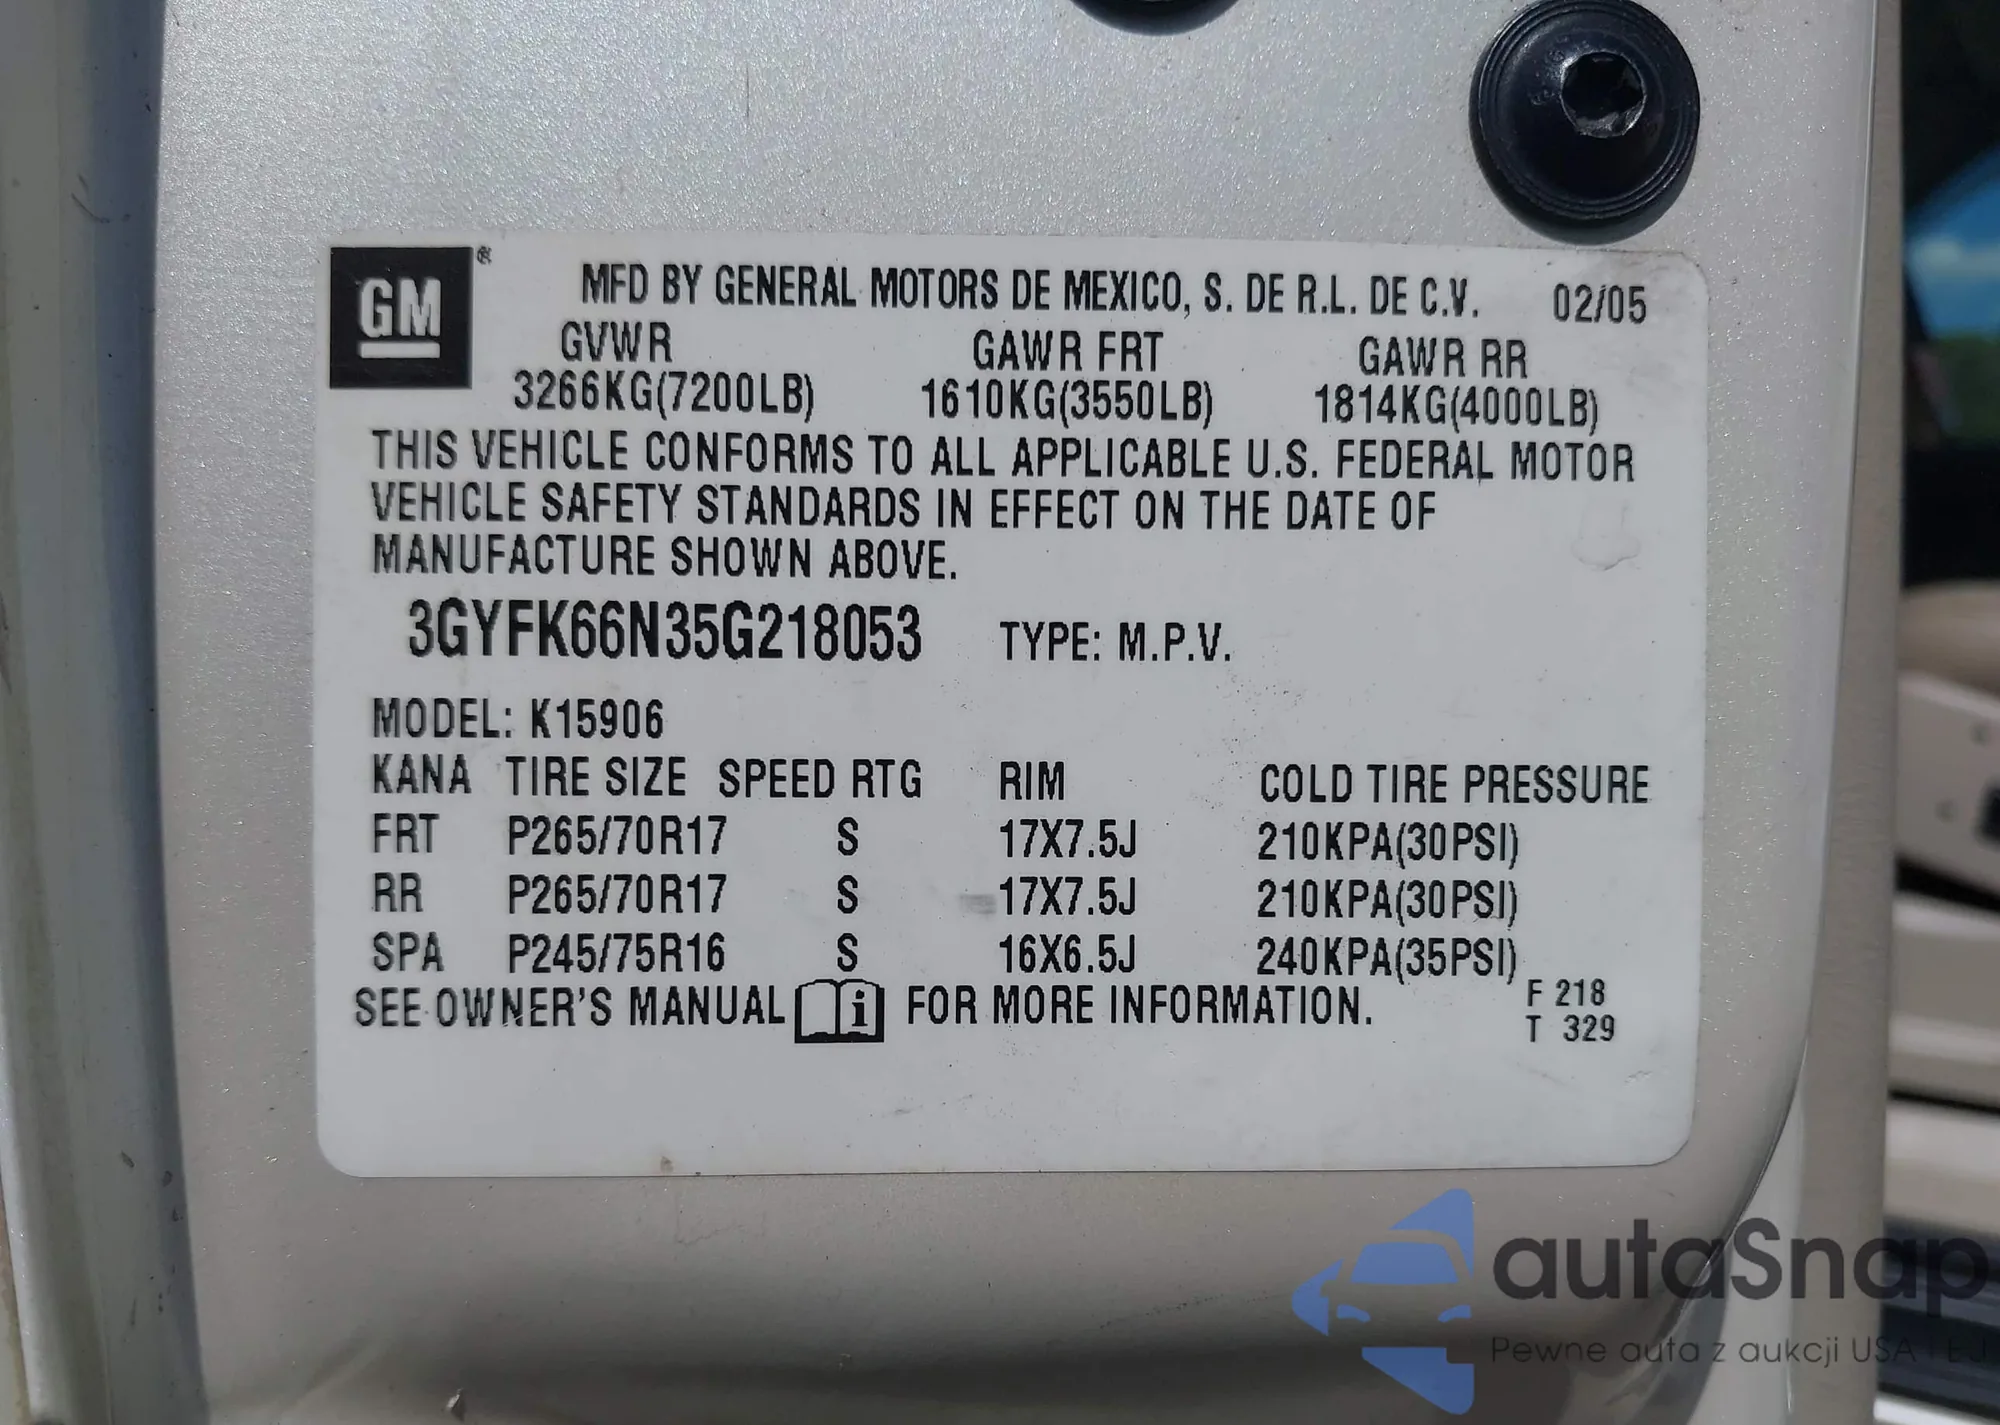 GM ®
MFD BY GENERAL MOTORS DE MEXICO, S. DE R.L. DE C.V. 02/05
GVWR GAWR FRT GAWR RR
3266KG(7200LB) 1610KG(3550LB) 1814KG(4000LB)
THIS VEHICLE CONFORMS TO ALL APPLICABLE U.S. FEDERAL MOTOR
VEHICLE SAFETY STANDARDS IN EFFECT ON THE DATE OF
MANUFACTURE SHOWN ABOVE.
3GYFK66N35G218053 TYPE: M.P.V.
MODEL: K15906
KANA TIRE SIZE SPEED RTG RIM COLD TIRE PRESSURE
FRT P265/70R17 S 17X7.5J 210KPA(30PSI)
RR P265/70R17 S 17X7.5J 210KPA(30PSI)
SPA P245/75R16 S 16X6.5J 240KPA(35PSI)
SEE OWNER'S MANUAL i FOR MORE INFORMATION.
F 218
T 329
autaSnap
Pewne auta z aukcji USA i EU